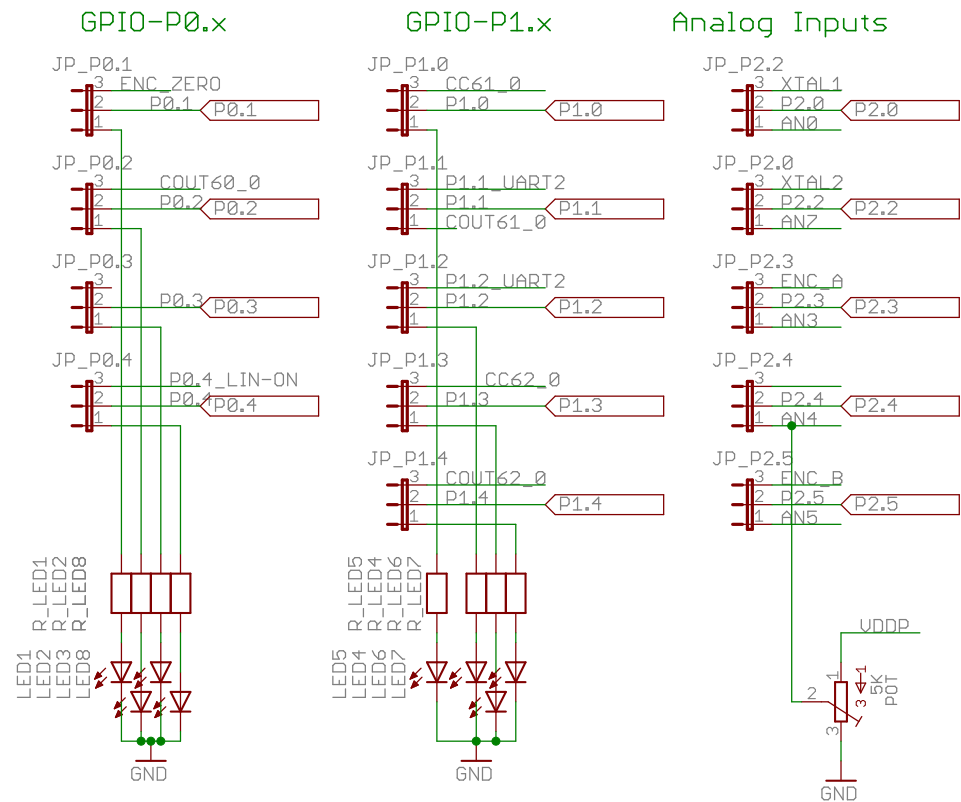 GPIO-P0.x
GPIO-P1.x
Analog Inputs
JP_P0.1
3 ENC_ZERO
2 P0.1 P0.1
1
JP_P0.2
3 COUT60_0
2 P0.2 P0.2
1
JP_P0.3
3
2 P0.3 P0.3
1
JP_P0.4
3 P0.4_LIN-ON
2 P0.4 P0.4
1
R_LED1
R_LED2
R_LED8
LED1
LED2
LED3
LED8
GND
JP_P1.0
3 CC61_0
2 P1.0 P1.0
1
JP_P1.1
3 P1.1_UART2
2 P1.1 P1.1
1 COUT61_0
JP_P1.2
3 P1.2_UART2
2 P1.2 P1.2
1
JP_P1.3
3 CC62_0
2 P1.3 P1.3
1
JP_P1.4
3 COUT62_0
2 P1.4 P1.4
1
R_LED5
R_LED4
R_LED6
R_LED7
LED5
LED4
LED6
LED7
GND
JP_P2.2
3 XTAL1
2 P2.0 P2.0
1 AN0
JP_P2.0
3 XTAL2
2 P2.2 P2.2
1 AN7
JP_P2.3
3 ENC_A
2 P2.3 P2.3
1 AN3
JP_P2.4
3
2 P2.4 P2.4
1 AN4
JP_P2.5
3 ENC_B
2 P2.5 P2.5
1 AN5
VDDP
1
2
3
1
3
5K
POT
GND